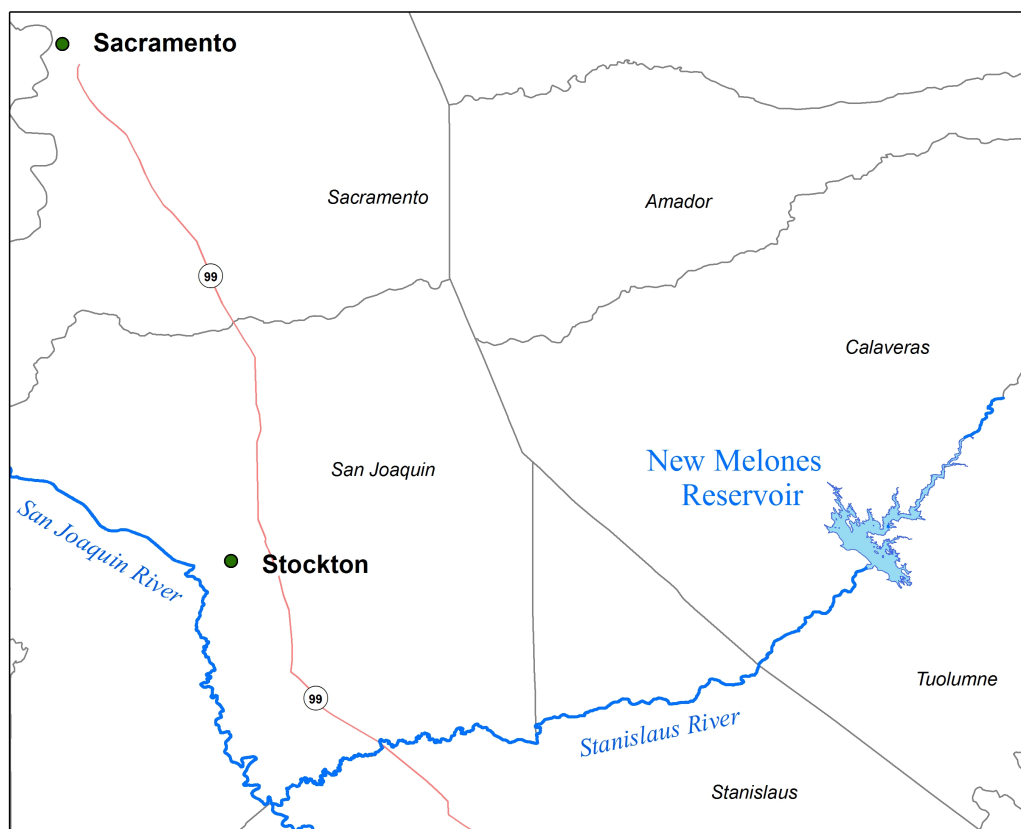 Sacramento
Sacramento
Amador
99
Calaveras
San Joaquin
New Melones
Reservoir
San Joaquin River
Stockton
Tuolumne
99
Stanislaus River
Stanislaus